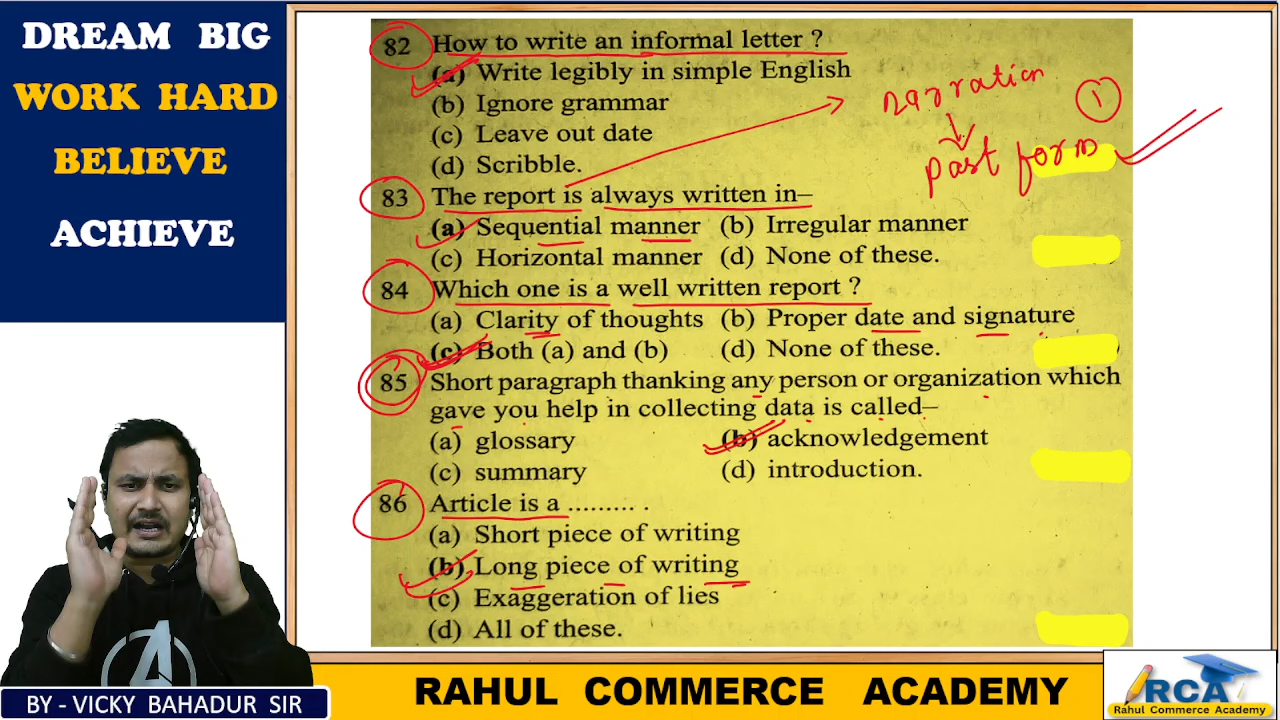 DREAM BIG
WORK HARD
BELIEVE
ACHIEVE
82 How to write an informal letter ?
(a) Write legibly in simple English
(b) Ignore grammar
(c) Leave out date
(d) Scribble.
narration
1
Past form
83 The report is always written in–
(a) Sequential manner (b) Irregular manner
(c) Horizontal manner (d) None of these.
84 Which one is a well written report ?
(a) Clarity of thoughts (b) Proper date and signature
(c) Both (a) and (b) (d) None of these.
85 Short paragraph thanking any person or organization which
gave you help in collecting data is called–
(a) glossary (b) acknowledgement
(c) summary (d) introduction.
86 Article is a ......... .
(a) Short piece of writing
(b) Long piece of writing
(c) Exaggeration of lies
(d) All of these.
BY - VICKY BAHADUR SIR
RAHUL COMMERCE ACADEMY
RCA
Rahul Commerce Academy